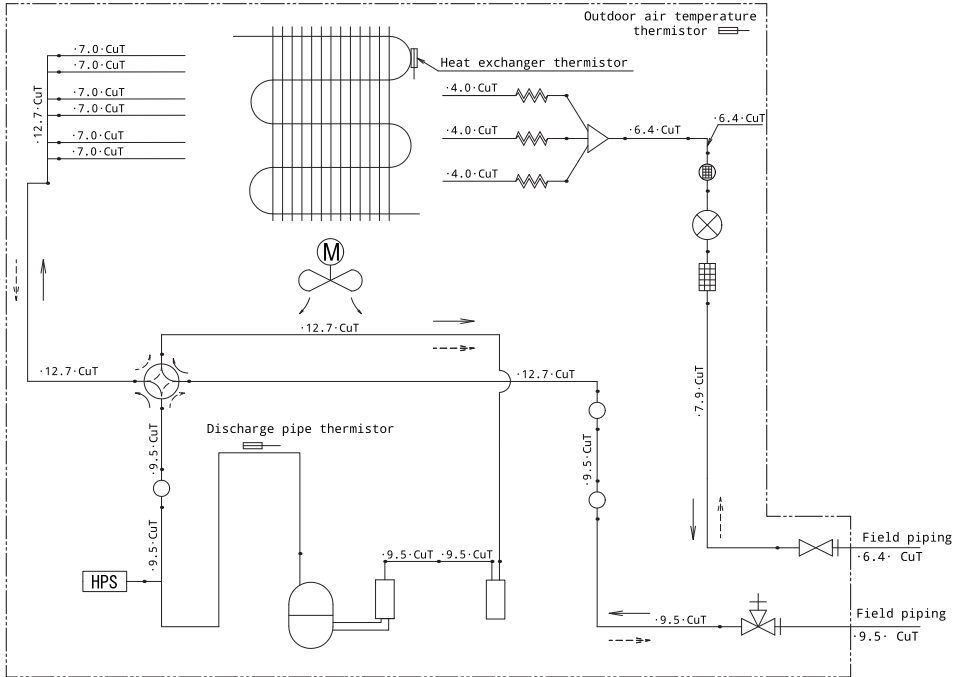 Outdoor air temperature
thermistor
·7.0·CuT
·7.0·CuT
·7.0·CuT
·7.0·CuT
·7.0·CuT
·7.0·CuT
·12.7·CuT
Heat exchanger thermistor
·4.0·CuT
·4.0·CuT
·4.0·CuT
·6.4·CuT
·6.4·CuT
M
·12.7·CuT
·12.7·CuT
·12.7·CuT
·7.9·CuT
·9.5·CuT
Discharge pipe thermistor
·9.5·CuT
·9.5·CuT
HPS
·9.5·CuT
·9.5·CuT
Field piping
·6.4· CuT
·9.5·CuT
Field piping
·9.5· CuT